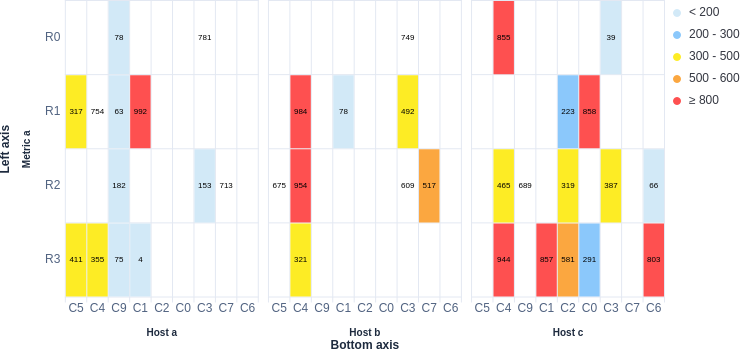 R0 78 781 749 855 39
R1 317 754 63 992 984 78 492 223 858
R2 182 153 713 675 954 609 517 465 689 319 387 66
R3 411 355 75 4 321 944 857 581 291 803
C5 C4 C9 C1 C2 C0 C3 C7 C6 C5 C4 C9 C1 C2 C0 C3 C7 C6 C5 C4 C9 C1 C2 C0 C3 C7 C6
Host a Host b Host c
Bottom axis
Left axis
Metric a
< 200
200 - 300
300 - 500
500 - 600
≥ 800